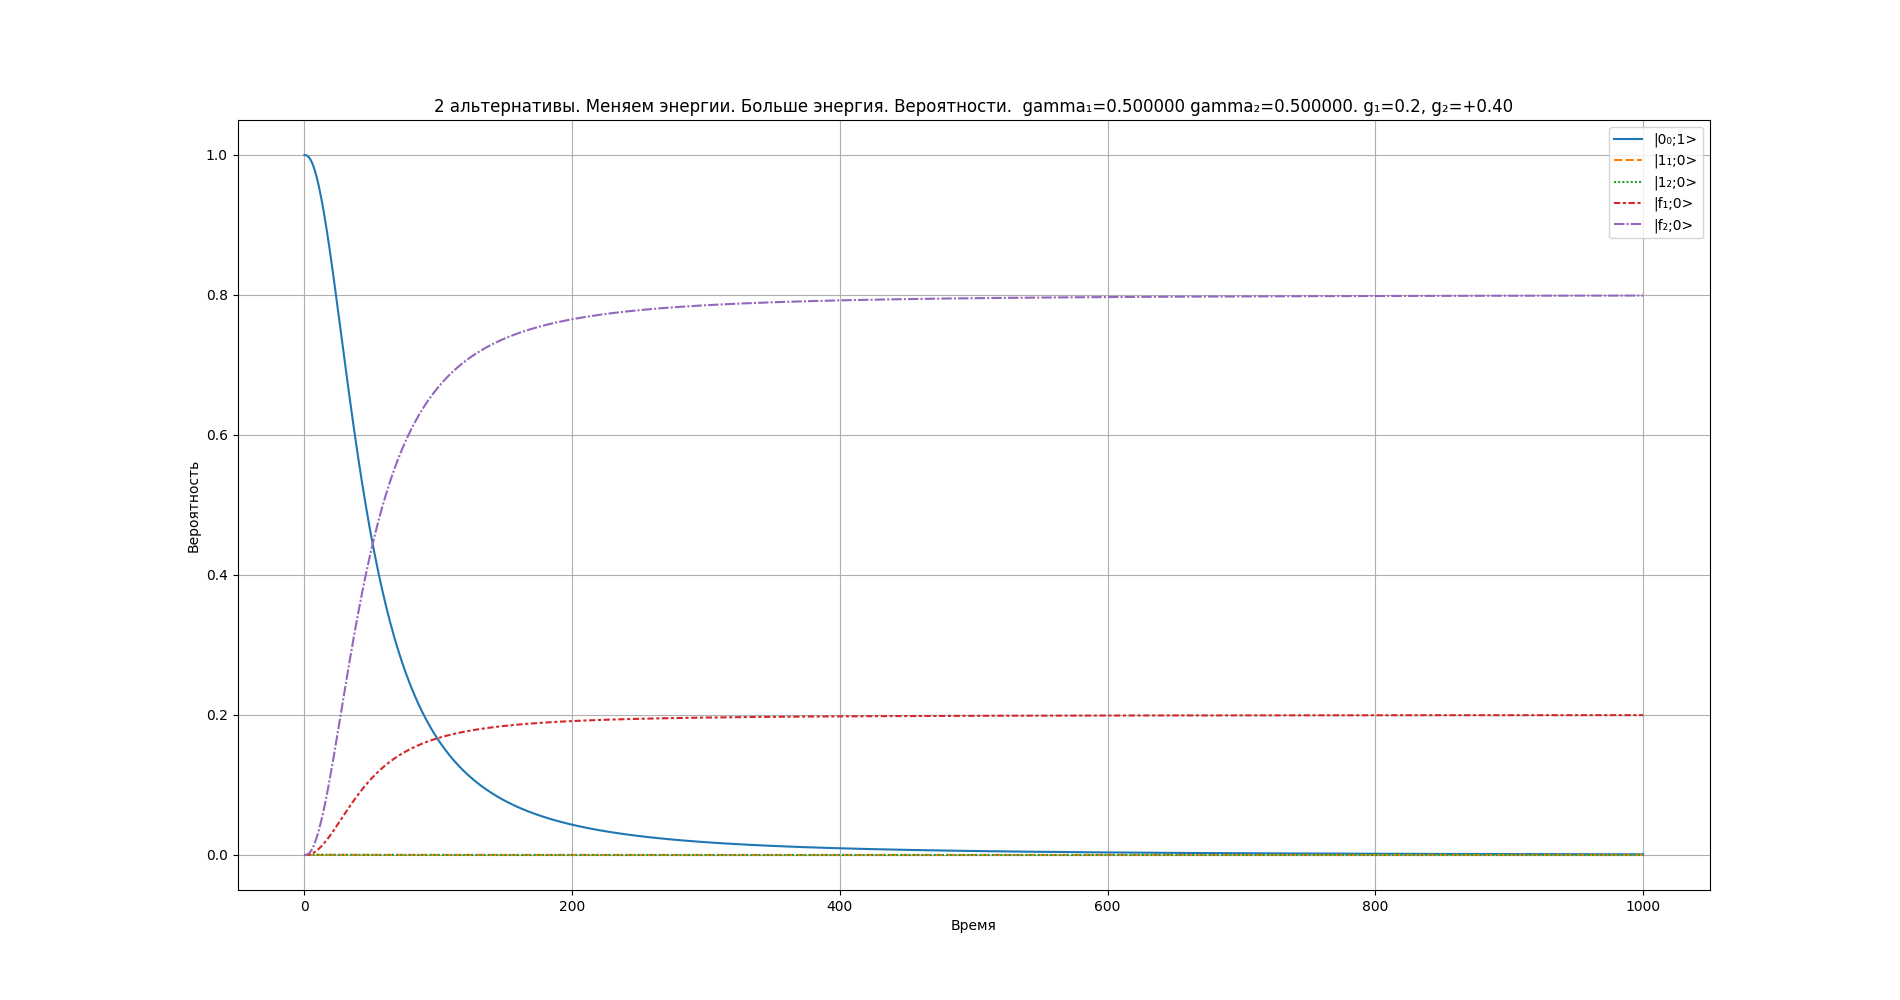 2 альтернативы. Меняем энергии. Больше энергия. Вероятности.  gamma₁=0.500000 gamma₂=0.500000. g₁=0.2, g₂=+0.40
|0₀;1>
|1₁;0>
|1₂;0>
|f₁;0>
|f₂;0>
Вероятность
1.0
0.8
0.6
0.4
0.2
0.0
0 200 400 600 800 1000
Время